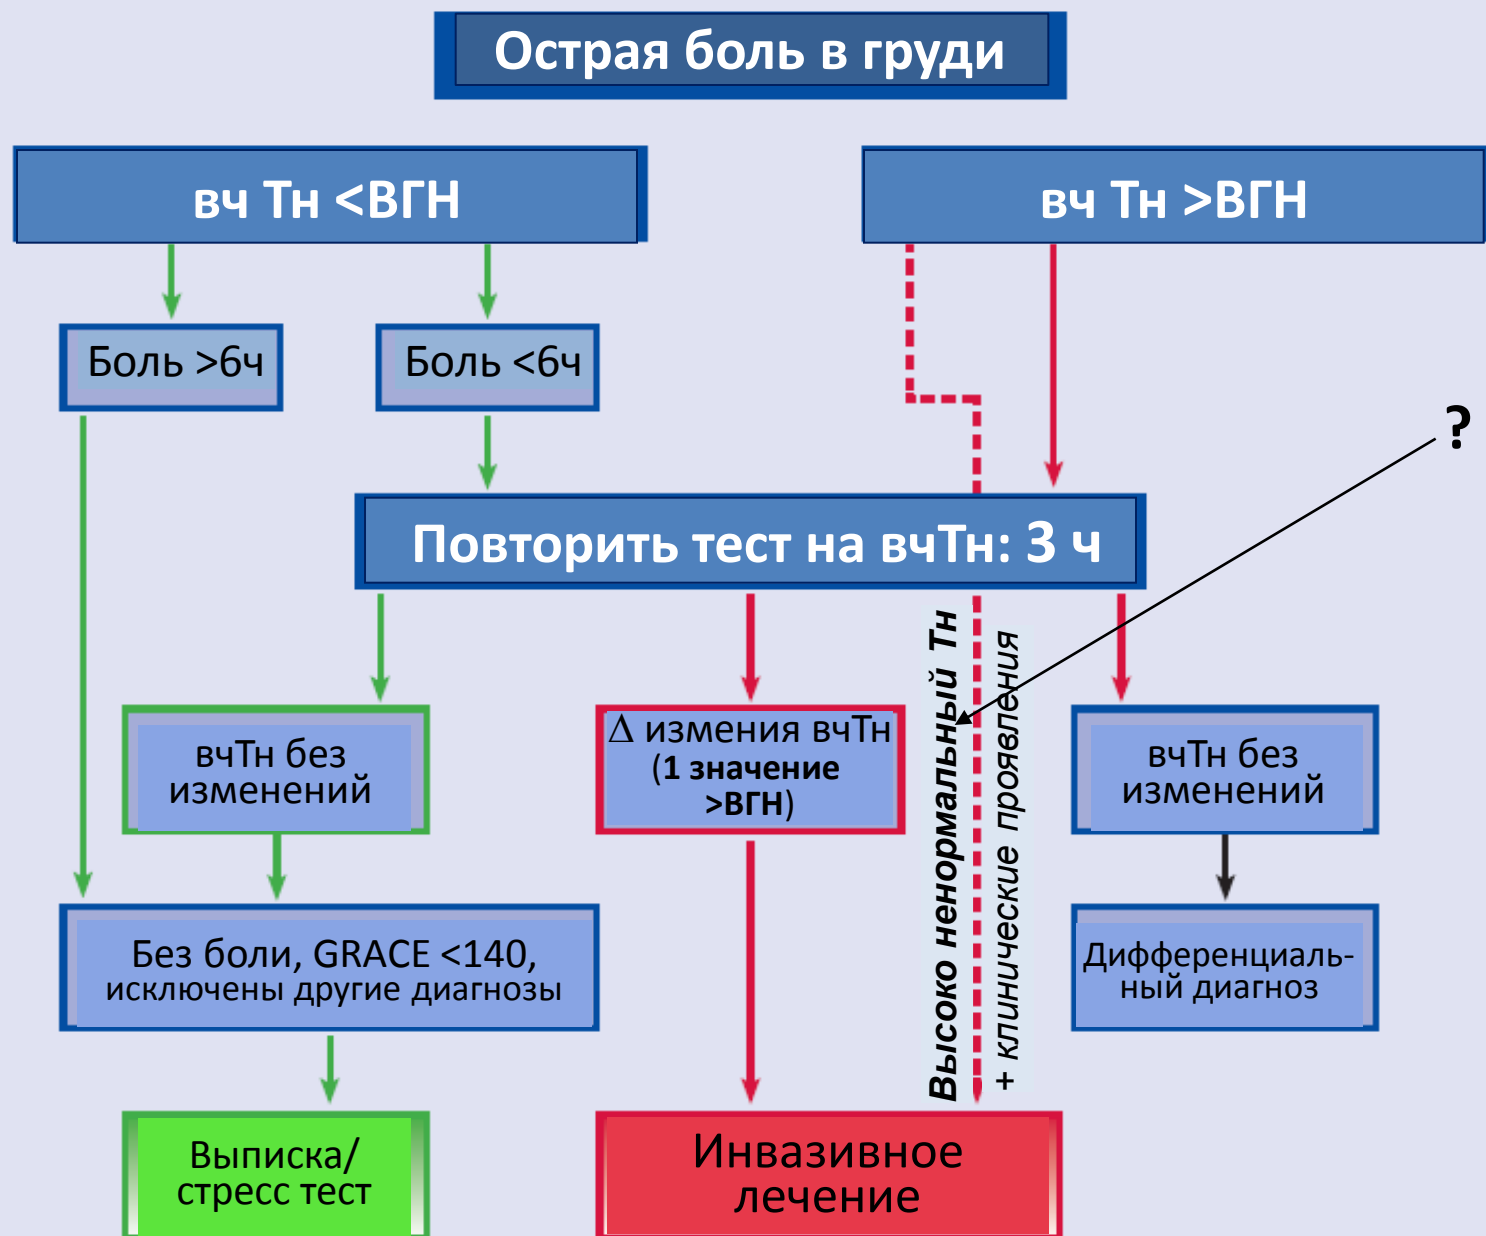 Острая боль в груди
вч Тн <ВГН
вч Тн >ВГН
Боль >6ч
Боль <6ч
?
Повторить тест на вчТн: 3 ч
вчТн без
изменений
∆ измения вчТн
(1 значение
>ВГН)
Высоко ненормальный Тн
+ клинические проявления
вчТн без
изменений
Без боли, GRACE <140,
исключены другие диагнозы
Дифференциаль-
ный диагноз
Выписка/
стресс тест
Инвазивное
лечение